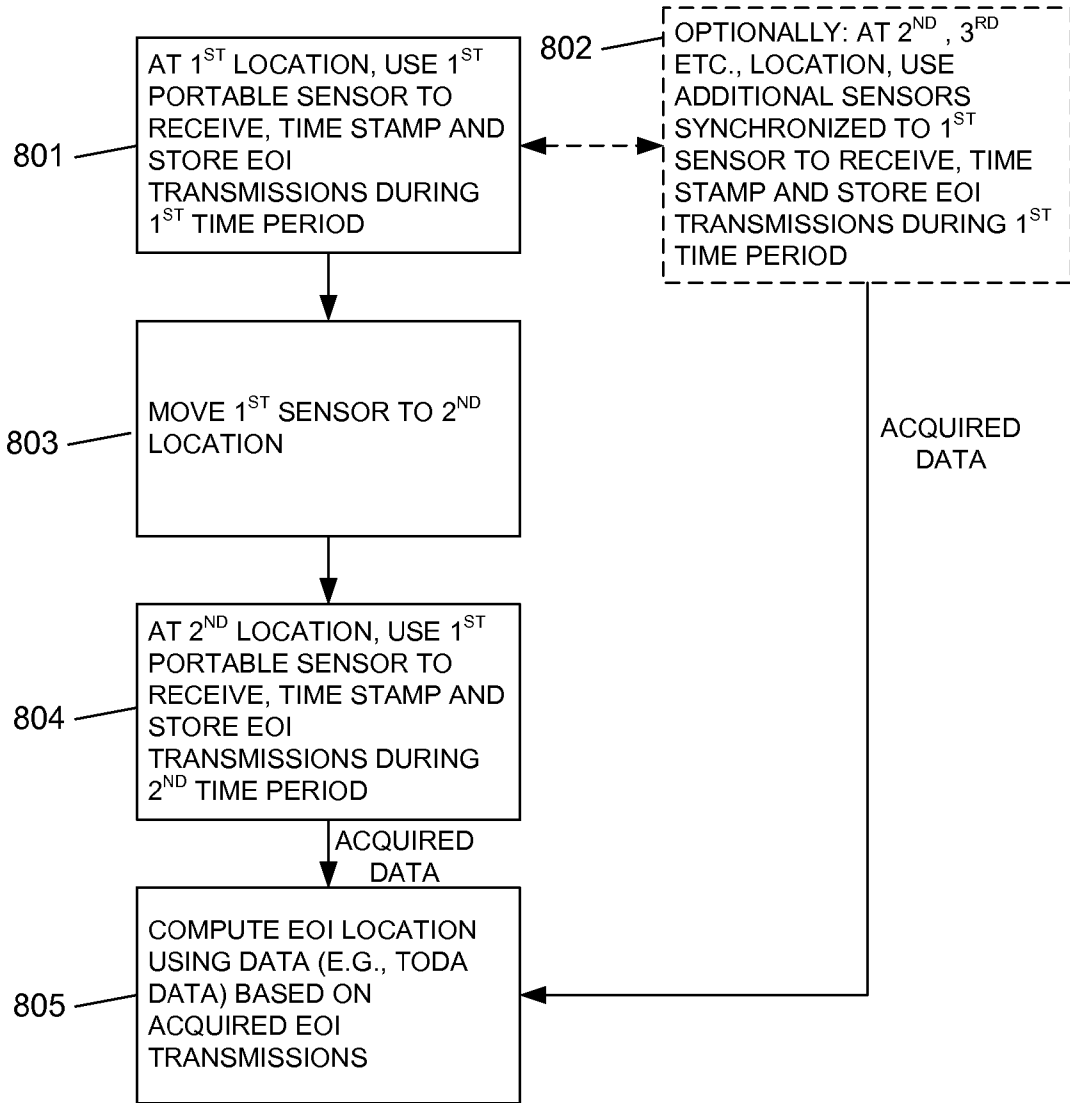 801
AT 1ST LOCATION, USE 1ST
PORTABLE SENSOR TO
RECEIVE, TIME STAMP AND
STORE EOI
TRANSMISSIONS DURING
1ST TIME PERIOD
802
OPTIONALLY: AT 2ND , 3RD
ETC., LOCATION, USE
ADDITIONAL SENSORS
SYNCHRONIZED TO 1ST
SENSOR TO RECEIVE, TIME
STAMP AND STORE EOI
TRANSMISSIONS DURING 1ST
TIME PERIOD
803
MOVE 1ST SENSOR TO 2ND
LOCATION
ACQUIRED
DATA
804
AT 2ND LOCATION, USE 1ST
PORTABLE SENSOR TO
RECEIVE, TIME STAMP AND
STORE EOI
TRANSMISSIONS DURING
2ND TIME PERIOD
ACQUIRED
DATA
805
COMPUTE EOI LOCATION
USING DATA (E.G., TODA
DATA) BASED ON
ACQUIRED EOI
TRANSMISSIONS